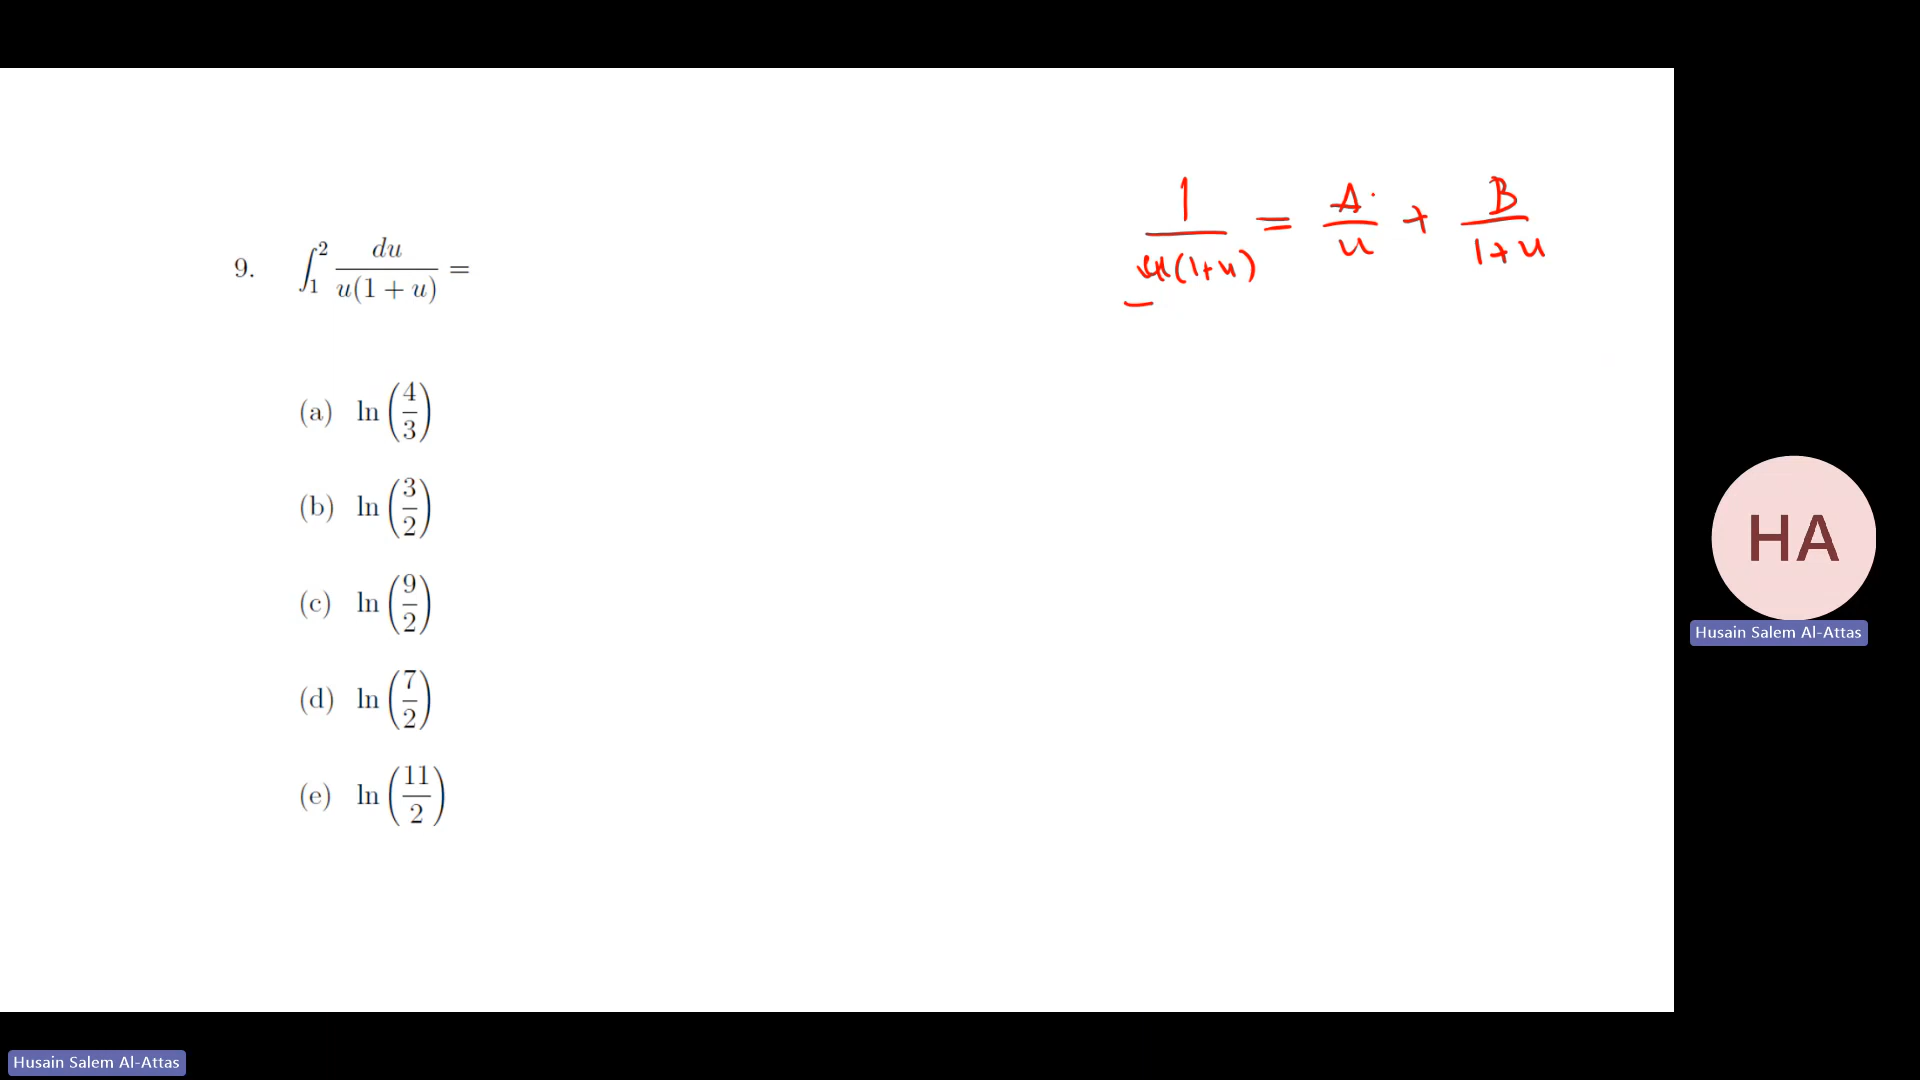 9. ∫₁² du / u(1 + u) =
(a) ln(4/3)
(b) ln(3/2)
(c) ln(9/2)
(d) ln(7/2)
(e) ln(11/2)
1 / u(1+u) = A / u + B / 1+u
HA
Husain Salem Al-Attas
Husain Salem Al-Attas